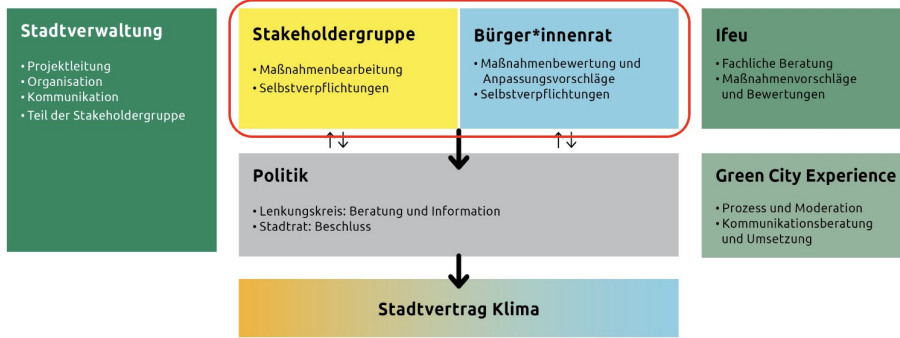 Stadtverwaltung
• Projektleitung
• Organisation
• Kommunikation
• Teil der Stakeholdergruppe
Stakeholdergruppe
• Maßnahmenbearbeitung
• Selbstverpflichtungen
Bürger*innenrat
• Maßnahmenbewertung und
Anpassungsvorschläge
• Selbstverpflichtungen
Ifeu
• Fachliche Beratung
• Maßnahmenvorschläge
und Bewertungen
Politik
• Lenkungskreis: Beratung und Information
• Stadtrat: Beschluss
Green City Experience
• Prozess und Moderation
• Kommunikationsberatung
und Umsetzung
Stadtvertrag Klima